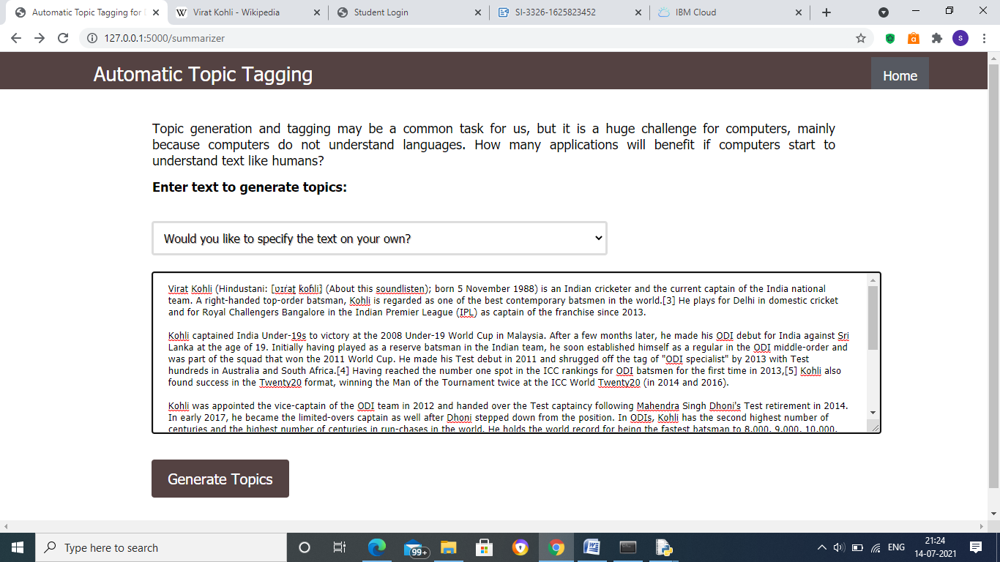 Automatic Topic Tagging for
Virat Kohli - Wikipedia
Student Login
SI-3326-1625823452
IBM Cloud
127.0.0.1:5000/summarizer
S
Automatic Topic Tagging
Home
Topic generation and tagging may be a common task for us, but it is a huge challenge for computers, mainly
because computers do not understand languages. How many applications will benefit if computers start to
understand text like humans?
Enter text to generate topics:
Would you like to specify the text on your own?
Virat Kohli (Hindustani: [ʋɪˈɾaːʈ ˈkoːɦli] (About this soundlisten); born 5 November 1988) is an Indian cricketer and the current captain of the India national
team. A right-handed top-order batsman, Kohli is regarded as one of the best contemporary batsmen in the world.[3] He plays for Delhi in domestic cricket
and for Royal Challengers Bangalore in the Indian Premier League (IPL) as captain of the franchise since 2013.
Kohli captained India Under-19s to victory at the 2008 Under-19 World Cup in Malaysia. After a few months later, he made his ODI debut for India against Sri
Lanka at the age of 19. Initially having played as a reserve batsman in the Indian team, he soon established himself as a regular in the ODI middle-order and
was part of the squad that won the 2011 World Cup. He made his Test debut in 2011 and shrugged off the tag of "ODI specialist" by 2013 with Test
hundreds in Australia and South Africa.[4] Having reached the number one spot in the ICC rankings for ODI batsmen for the first time in 2013,[5] Kohli also
found success in the Twenty20 format, winning the Man of the Tournament twice at the ICC World Twenty20 (in 2014 and 2016).
Kohli was appointed the vice-captain of the ODI team in 2012 and handed over the Test captaincy following Mahendra Singh Dhoni's Test retirement in 2014.
In early 2017, he became the limited-overs captain as well after Dhoni stepped down from the position. In ODIs, Kohli has the second highest number of
centuries and the highest number of centuries in run-chases in the world. He holds the world record for being the fastest batsman to 8,000, 9,000, 10,000,
Generate Topics
Type here to search
99+
ENG
21:24
14-07-2021